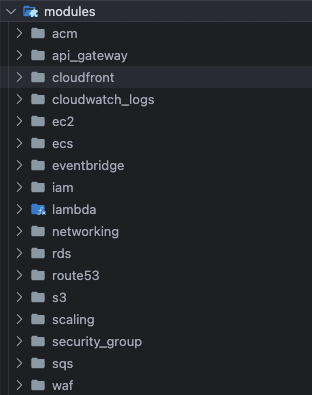 modules
acm
api_gateway
cloudfront
cloudwatch_logs
ec2
ecs
eventbridge
iam
lambda
networking
rds
route53
s3
scaling
security_group
sqs
waf